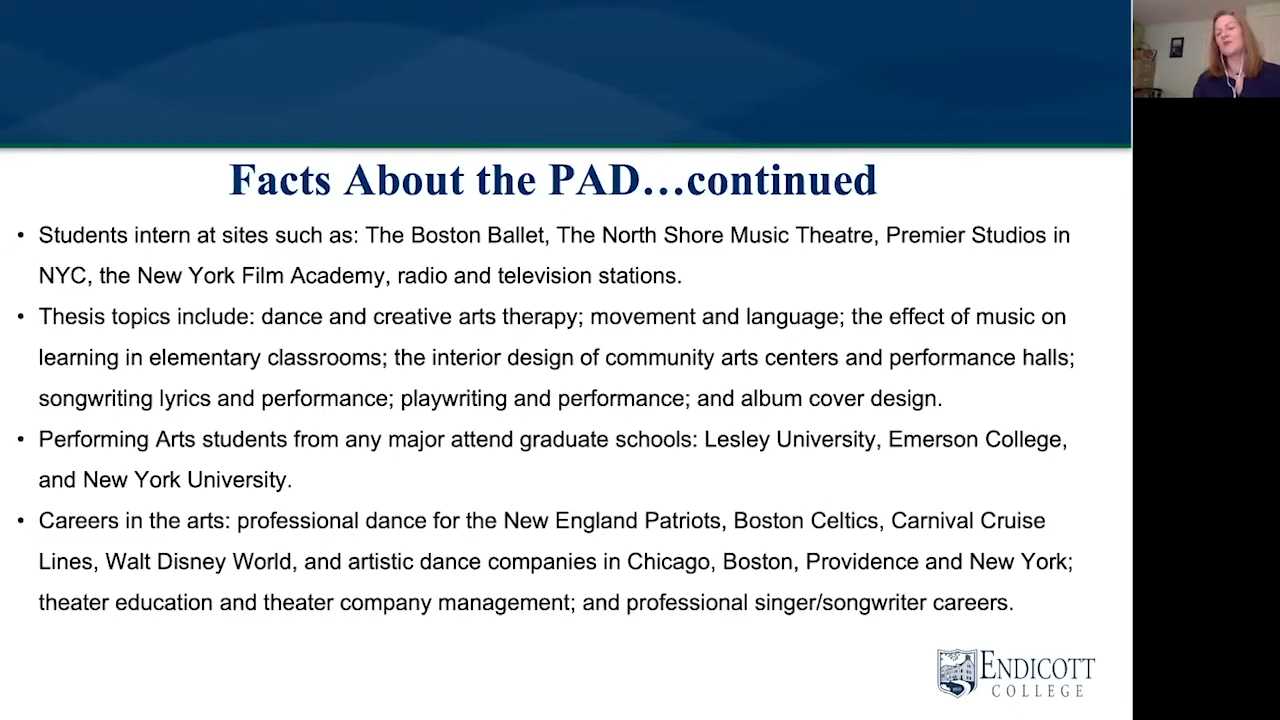 Facts About the PAD…continued
• Students intern at sites such as: The Boston Ballet, The North Shore Music Theatre, Premier Studios in
NYC, the New York Film Academy, radio and television stations.
• Thesis topics include: dance and creative arts therapy; movement and language; the effect of music on
learning in elementary classrooms; the interior design of community arts centers and performance halls;
songwriting lyrics and performance; playwriting and performance; and album cover design.
• Performing Arts students from any major attend graduate schools: Lesley University, Emerson College,
and New York University.
• Careers in the arts: professional dance for the New England Patriots, Boston Celtics, Carnival Cruise
Lines, Walt Disney World, and artistic dance companies in Chicago, Boston, Providence and New York;
theater education and theater company management; and professional singer/songwriter careers.
ENDICOTT
COLLEGE